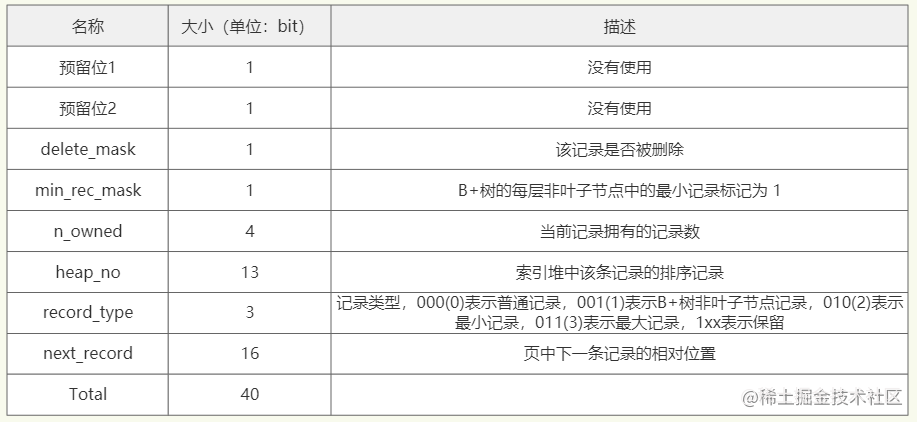 名称 大小（单位：bit） 描述
预留位1 1 没有使用
预留位2 1 没有使用
delete_mask 1 该记录是否被删除
min_rec_mask 1 B+树的每层非叶子节点中的最小记录标记为 1
n_owned 4 当前记录拥有的记录数
heap_no 13 索引堆中该条记录的排序记录
record_type 3 记录类型，000(0)表示普通记录，001(1)表示B+树非叶子节点记录，010(2)表示
最小记录，011(3)表示最大记录，1xx表示保留
next_record 16 页中下一条记录的相对位置
Total 40
@稀土掘金技术社区